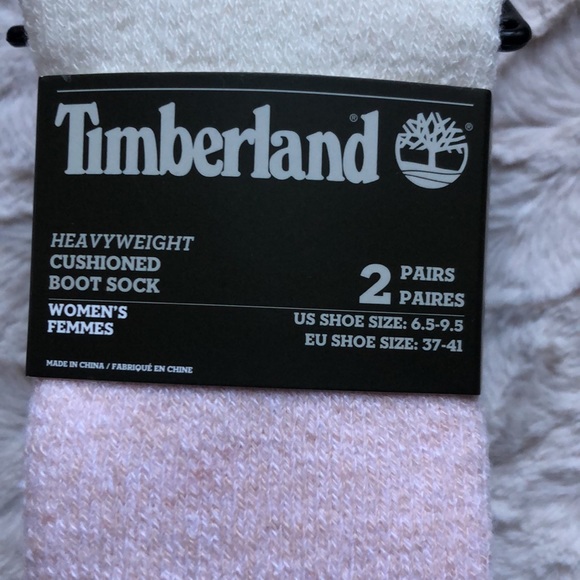 Timberland®
HEAVYWEIGHT
CUSHIONED
BOOT SOCK
2 PAIRS
PAIRES
WOMEN'S
FEMMES
US SHOE SIZE: 6.5-9.5
EU SHOE SIZE: 37-41
MADE IN CHINA / FABRIQUÉ EN CHINE